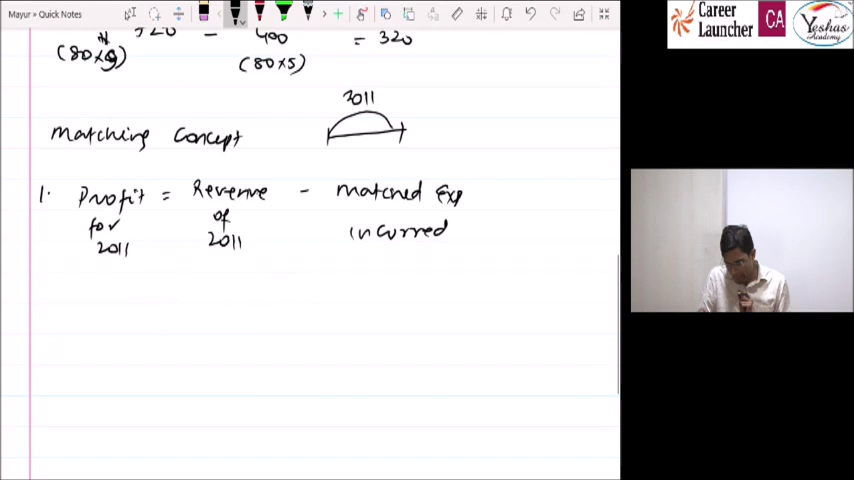 Mayur > Quick Notes
Career Launcher
CA
Yeshas Academy
- 400 = 320
(80×9) (80×5)
2011
Matching Concept
1. Profit = Revenue - Matched Exp
for of incurred
2011 2011